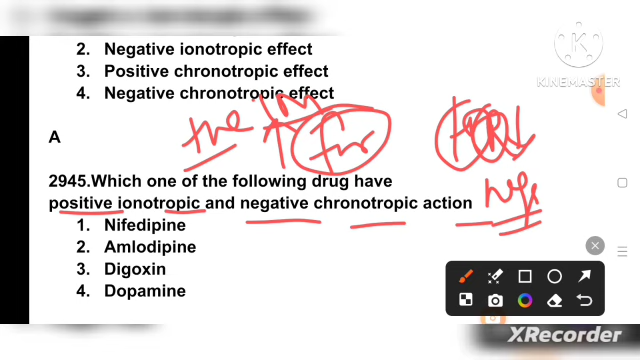 2. Negative ionotropic effect
3. Positive chronotropic effect
4. Negative chronotropic effect
KINEMASTER
A
+ve
2945.Which one of the following drug have
positive ionotropic and negative chronotropic action
1. Nifedipine
2. Amlodipine
3. Digoxin
4. Dopamine
XRecorder